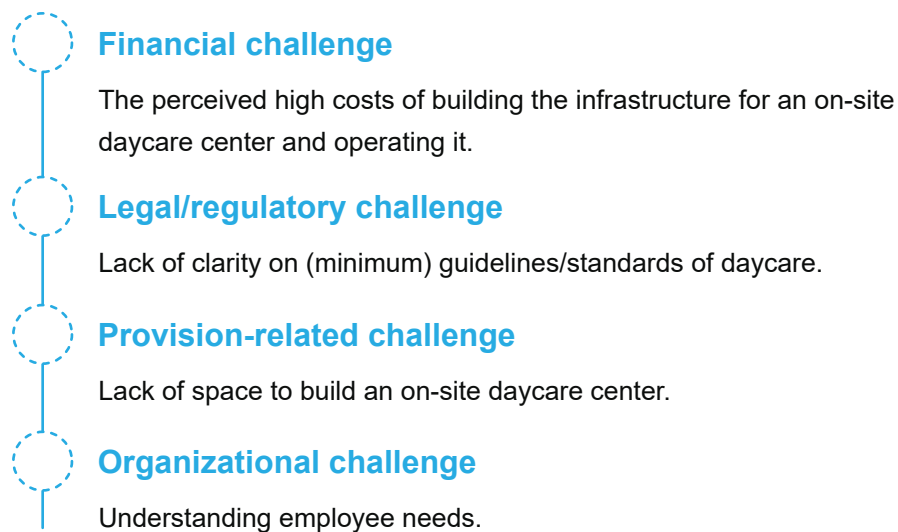 Financial challenge
The perceived high costs of building the infrastructure for an on-site
daycare center and operating it.
Legal/regulatory challenge
Lack of clarity on (minimum) guidelines/standards of daycare.
Provision-related challenge
Lack of space to build an on-site daycare center.
Organizational challenge
Understanding employee needs.